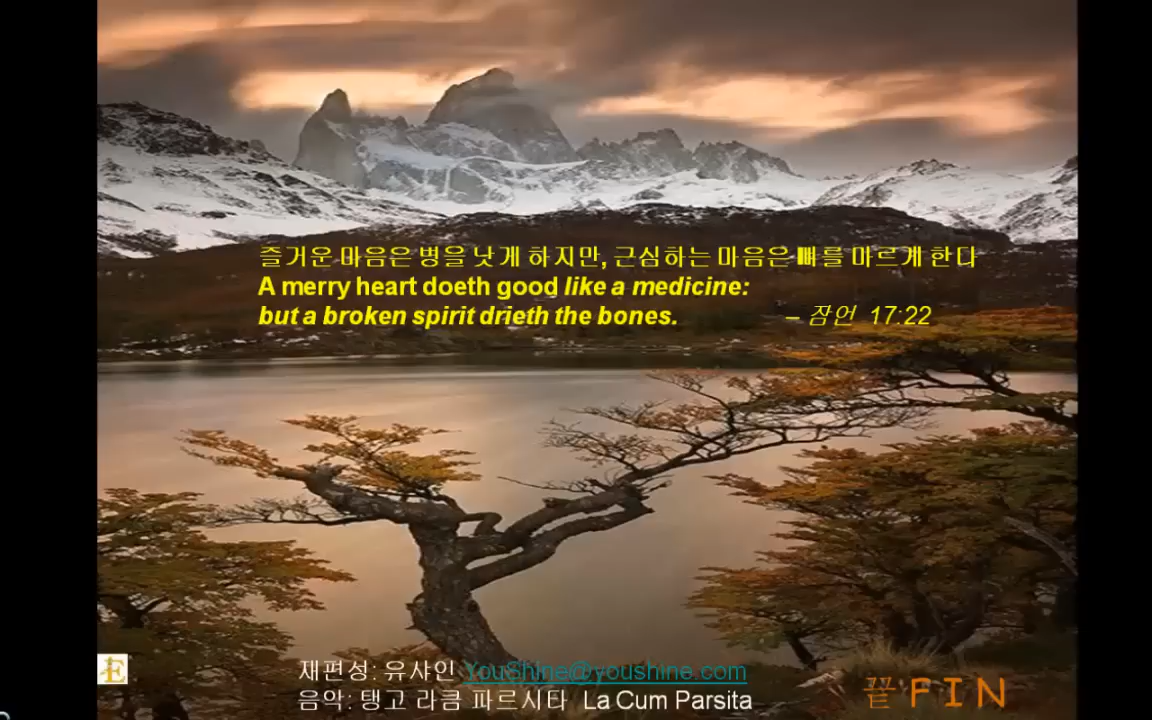 즐거운 마음은 병을 낫게 하지만, 근심하는 마음은 뼈를 마르게 한다
A merry heart doeth good like a medicine:
but a broken spirit drieth the bones. – 잠언 17:22
E
재편성: 유샤인 YouShine@youshine.com
음악: 탱고 라쿰 파르시타 La Cum Parsita
끝 F I N